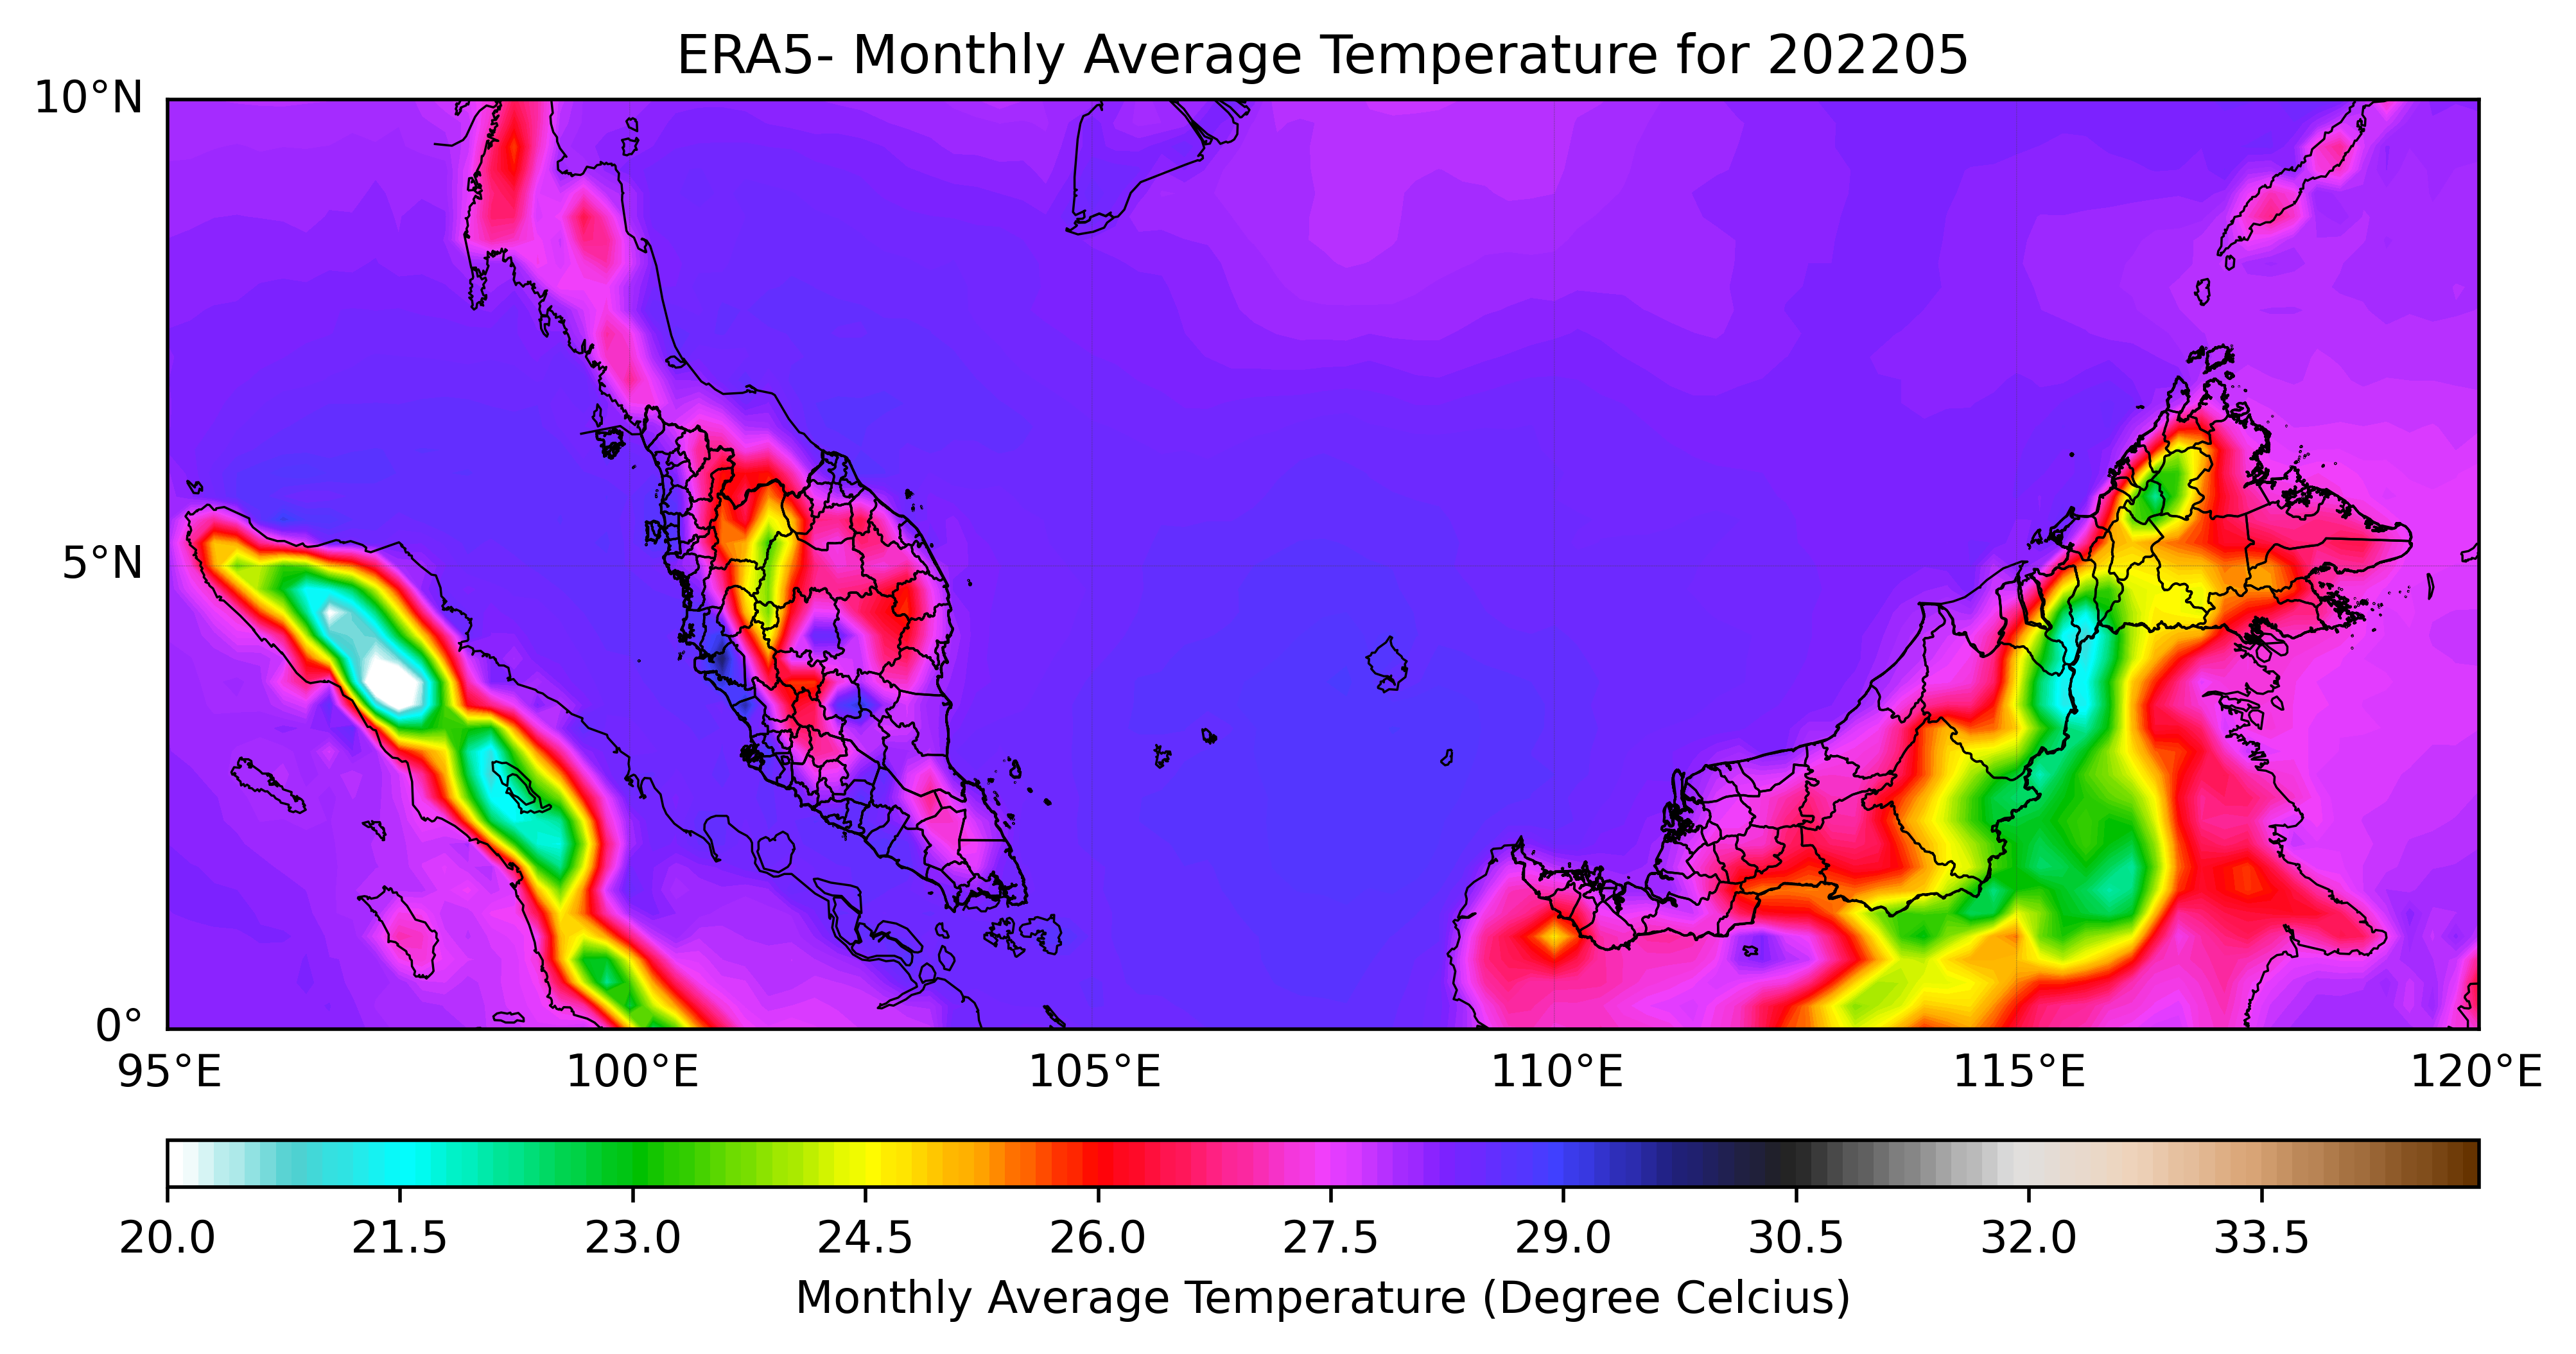 ERA5- Monthly Average Temperature for 202205
10°N
5°N
0°
95°E 100°E 105°E 110°E 115°E 120°E
20.0 21.5 23.0 24.5 26.0 27.5 29.0 30.5 32.0 33.5
Monthly Average Temperature (Degree Celcius)